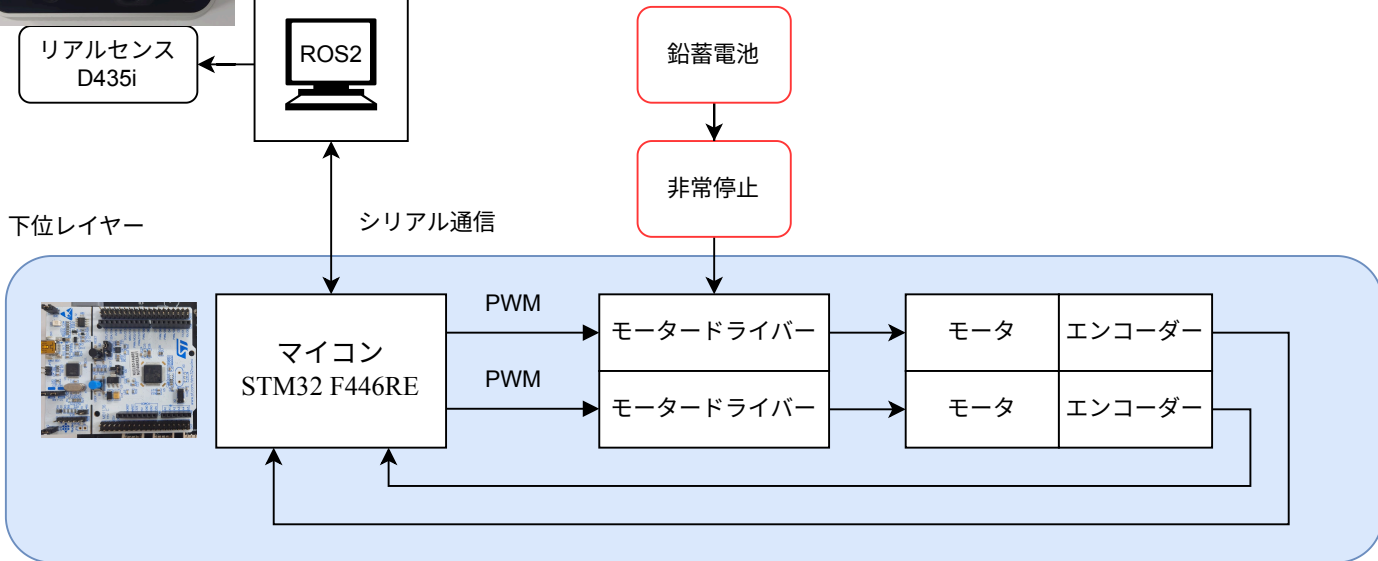 リアルセンス
D435i
ROS2
鉛蓄電池
非常停止
下位レイヤー
シリアル通信
マイコン
STM32 F446RE
PWM
PWM
モータードライバー
モータ
エンコーダー
モータードライバー
モータ
エンコーダー